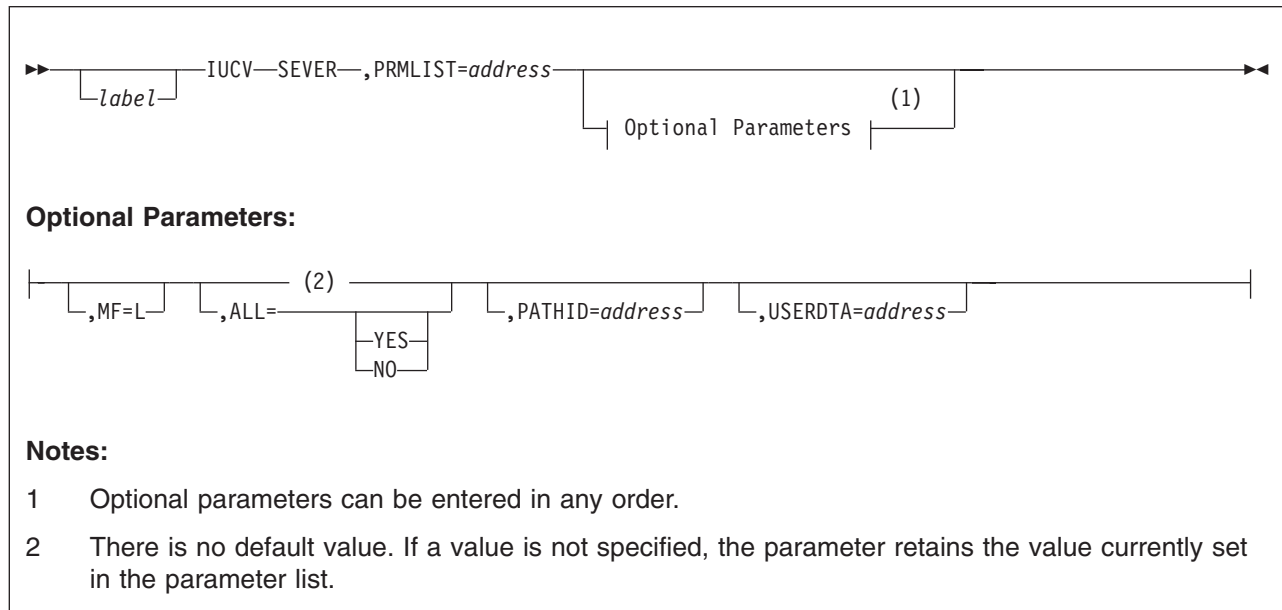 IUCV SEVER ,PRMLIST=address
label
(1)
Optional Parameters
Optional Parameters:
(2)
,MF=L ,ALL= ,PATHID=address ,USERDTA=address
YES
NO
Notes:
1 Optional parameters can be entered in any order.
2 There is no default value. If a value is not specified, the parameter retains the value currently set
in the parameter list.